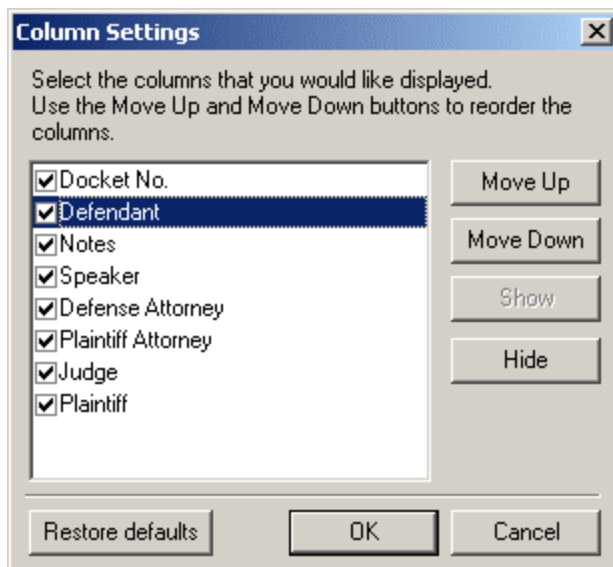 Column Settings
Select the columns that you would like displayed.
Use the Move Up and Move Down buttons to reorder the
columns.
Docket No.
Defendant
Notes
Speaker
Defense Attorney
Plaintiff Attorney
Judge
Plaintiff
Move Up
Move Down
Show
Hide
Restore defaults
OK
Cancel